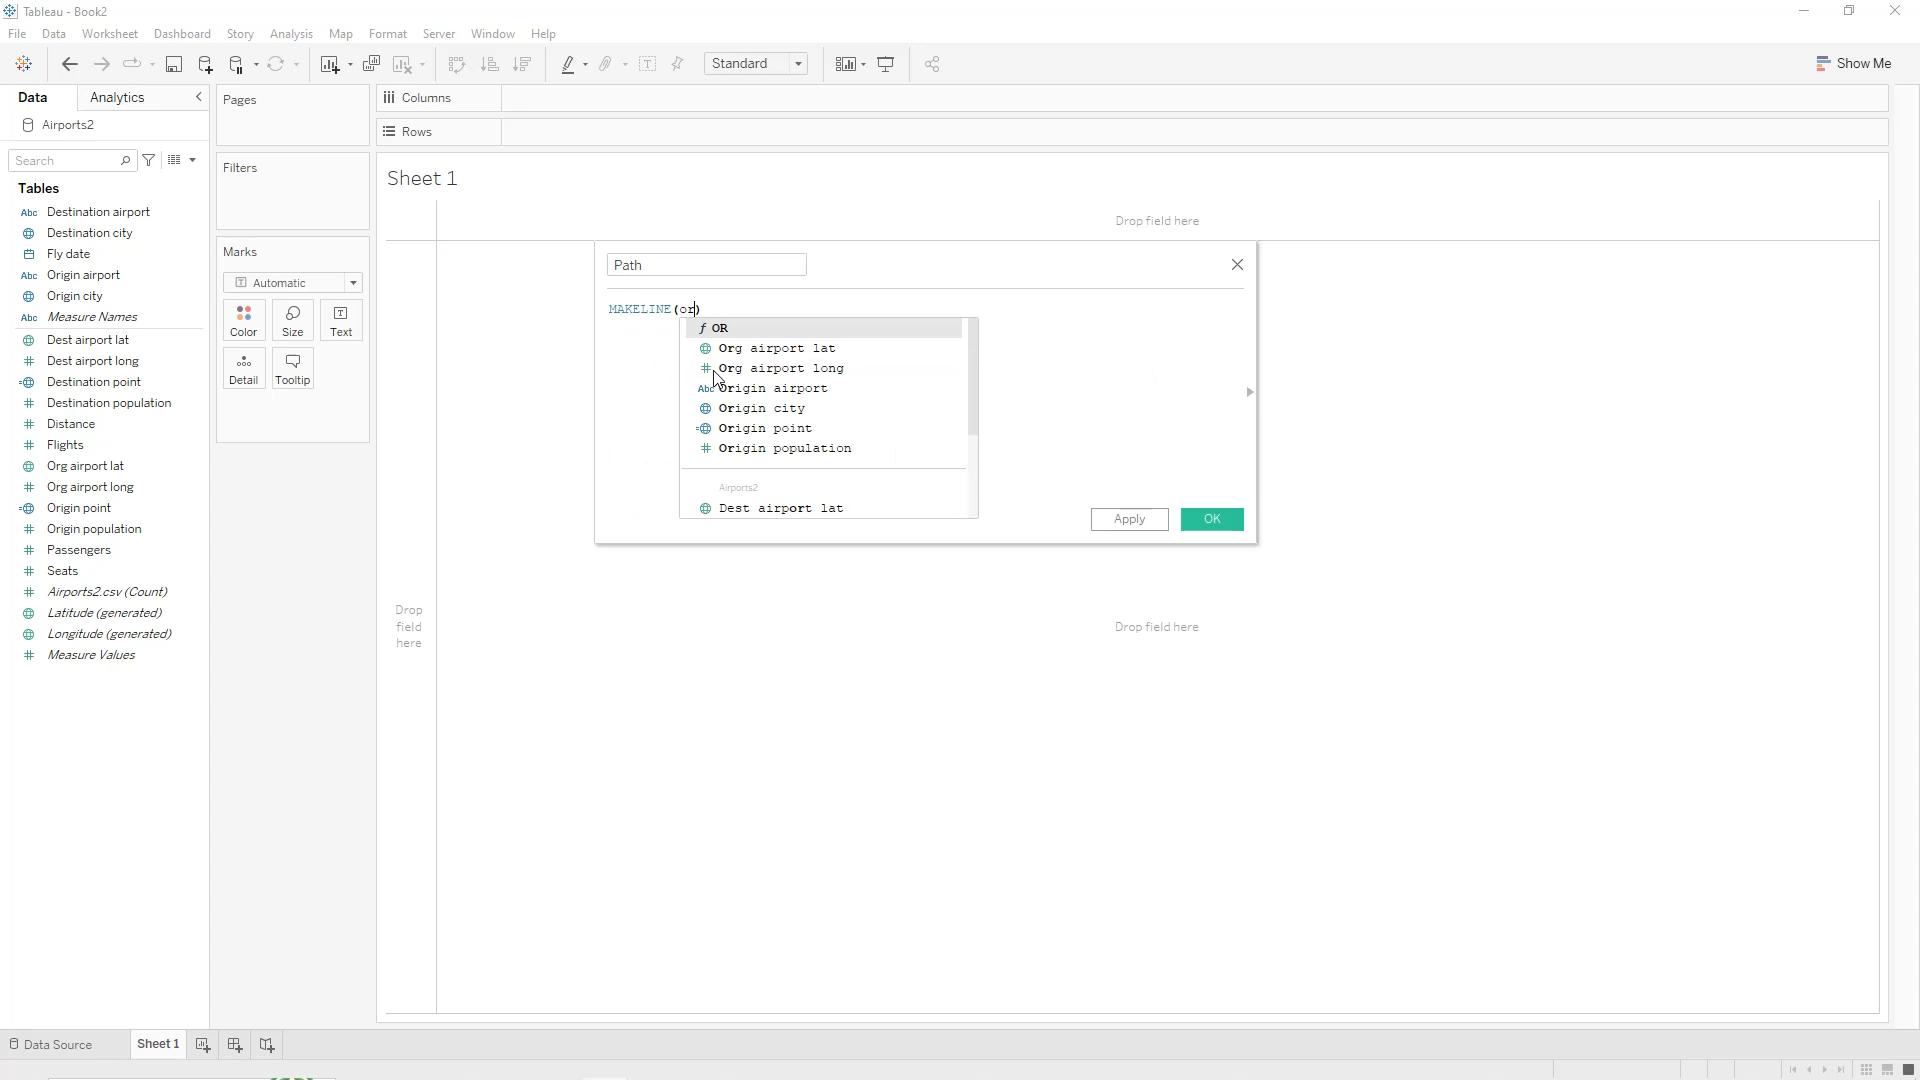 Tableau - Book2
File Data Worksheet Dashboard Story Analysis Map Format Server Window Help
Standard
Show Me
Data Analytics
Airports2
Search
Tables
Abc Destination airport
Destination city
Fly date
Abc Origin airport
Origin city
Abc Measure Names
Dest airport lat
# Dest airport long
Destination point
# Destination population
# Distance
# Flights
Org airport lat
# Org airport long
Origin point
# Origin population
# Passengers
# Seats
# Airports2.csv (Count)
Latitude (generated)
Longitude (generated)
# Measure Values
Pages
Filters
Marks
Automatic
Color Size Text
Detail Tooltip
Columns
Rows
Sheet 1
Drop field here
Path
MAKELINE(or)
f OR
Org airport lat
# Org airport long
Abc Origin airport
Origin city
Origin point
# Origin population
Airports2
Dest airport lat
Apply OK
Drop
field
here
Drop field here
Data Source Sheet 1